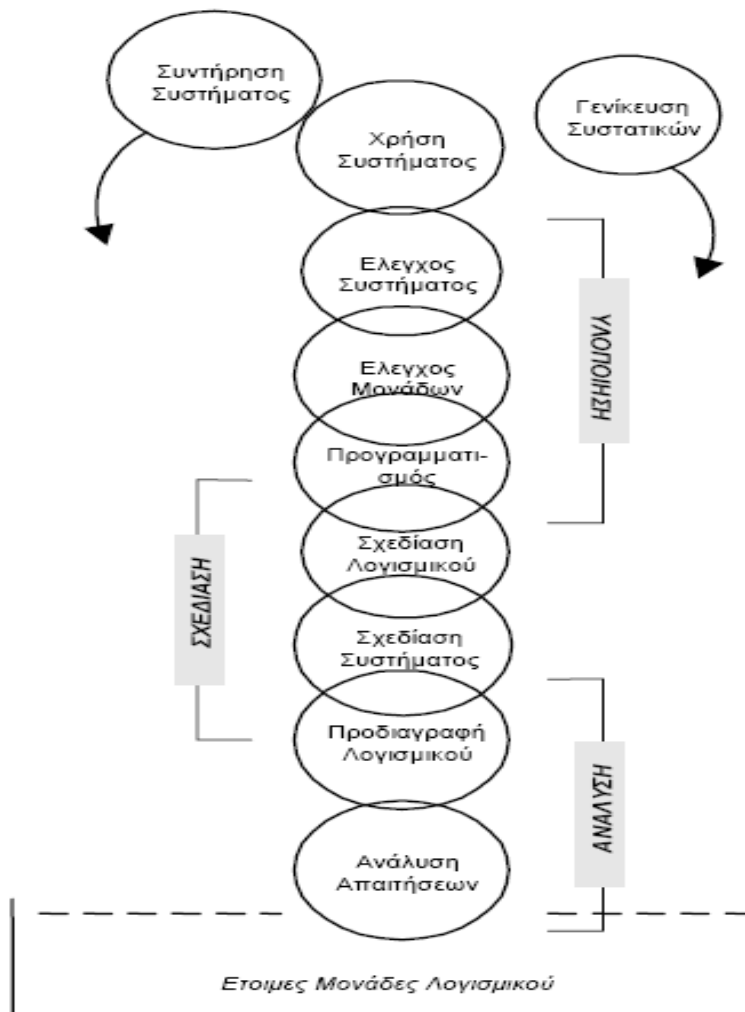 Συντήρηση
Συστήματος
Γενίκευση
Συστατικών
Χρήση
Συστήματος
Ελεγχος
Συστήματος
Ελεγχος
Μονάδων
ΥΛΟΠΟΙΗΣΗ
Προγραμματι-
σμός
Σχεδίαση
Λογισμικού
ΣΧΕΔΙΑΣΗ
Σχεδίαση
Συστήματος
Προδιαγραφή
Λογισμικού
ΑΝΑΛΥΣΗ
Ανάλυση
Απαιτήσεων
Ετοιμες Μονάδες Λογισμικού